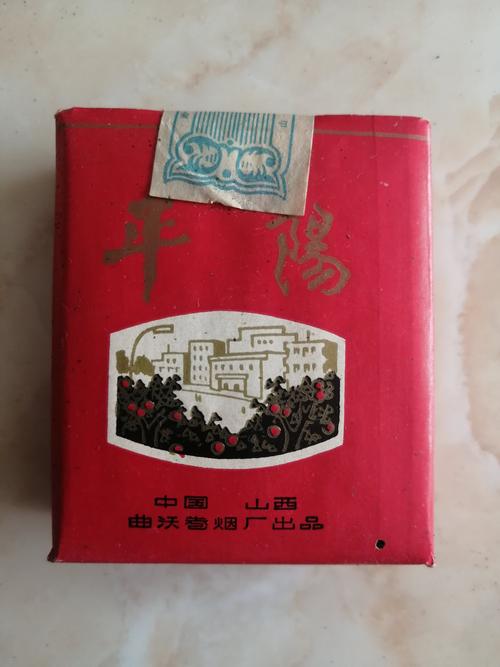 平陽
中国 山西
曲沃卷烟厂出品